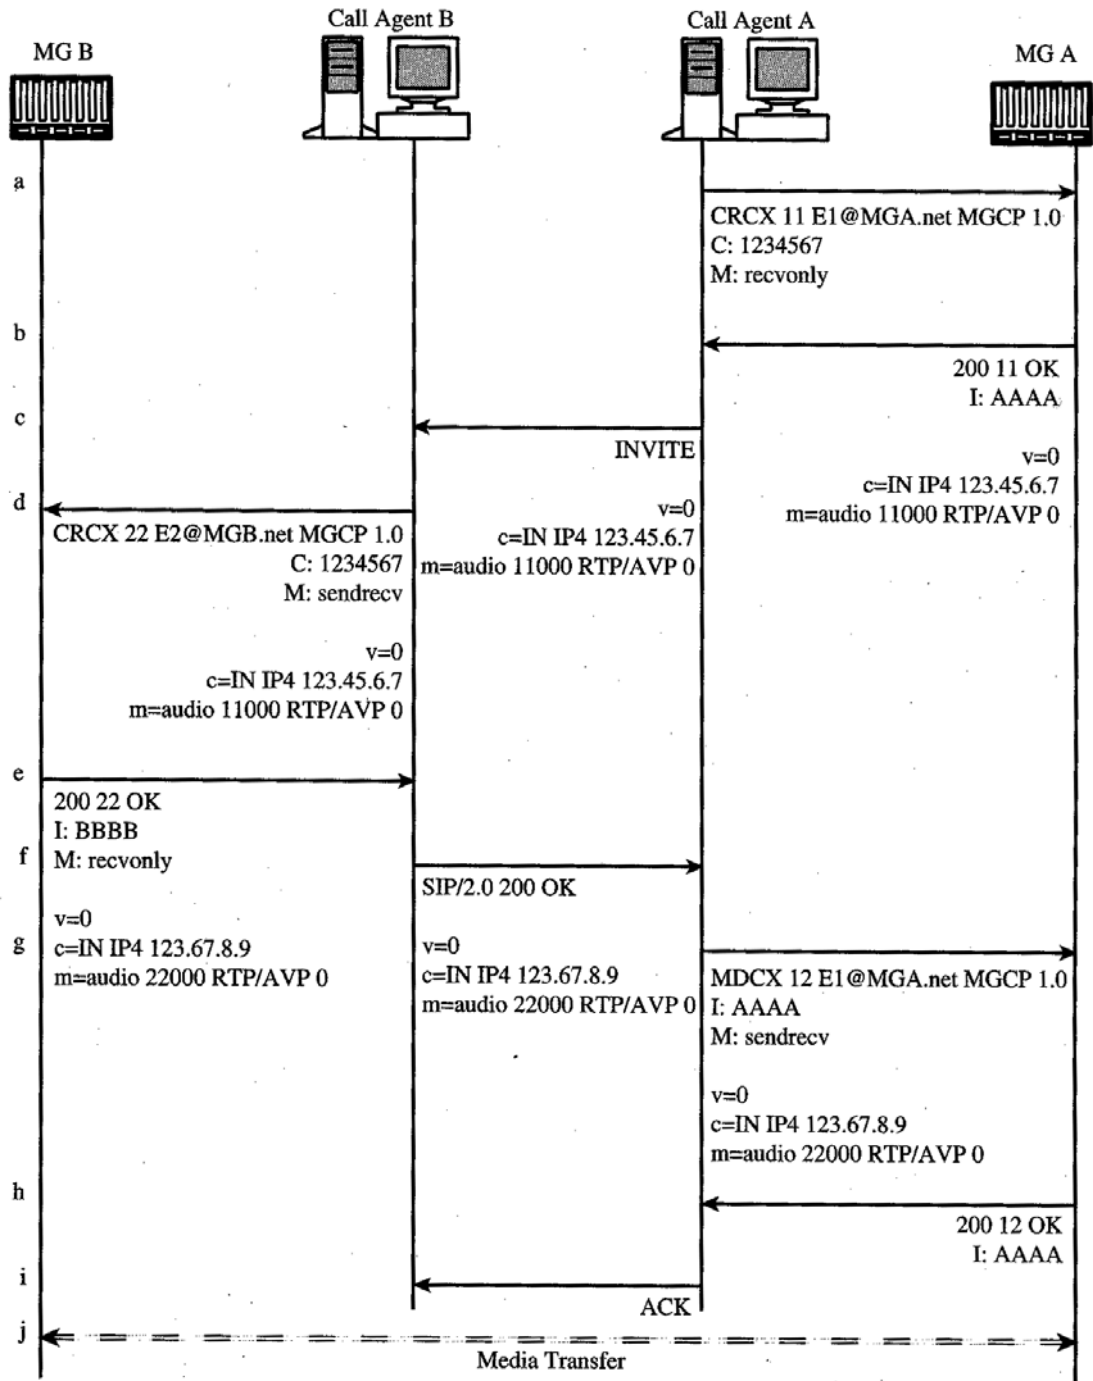 Call Agent B
Call Agent A
MG B
MG A
a
CRCX 11 E1@MGA.net MGCP 1.0
C: 1234567
M: recvonly
b
200 11 OK
I: AAAA
v=0
c=IN IP4 123.45.6.7
m=audio 11000 RTP/AVP 0
c
INVITE
v=0
c=IN IP4 123.45.6.7
m=audio 11000 RTP/AVP 0
d
CRCX 22 E2@MGB.net MGCP 1.0
C: 1234567
M: sendrecv
v=0
c=IN IP4 123.45.6.7
m=audio 11000 RTP/AVP 0
e
200 22 OK
I: BBBB
M: recvonly
v=0
c=IN IP4 123.67.8.9
m=audio 22000 RTP/AVP 0
f
SIP/2.0 200 OK
v=0
c=IN IP4 123.67.8.9
m=audio 22000 RTP/AVP 0
g
MDCX 12 E1@MGA.net MGCP 1.0
I: AAAA
M: sendrecv
v=0
c=IN IP4 123.67.8.9
m=audio 22000 RTP/AVP 0
h
200 12 OK
I: AAAA
i
ACK
j
Media Transfer